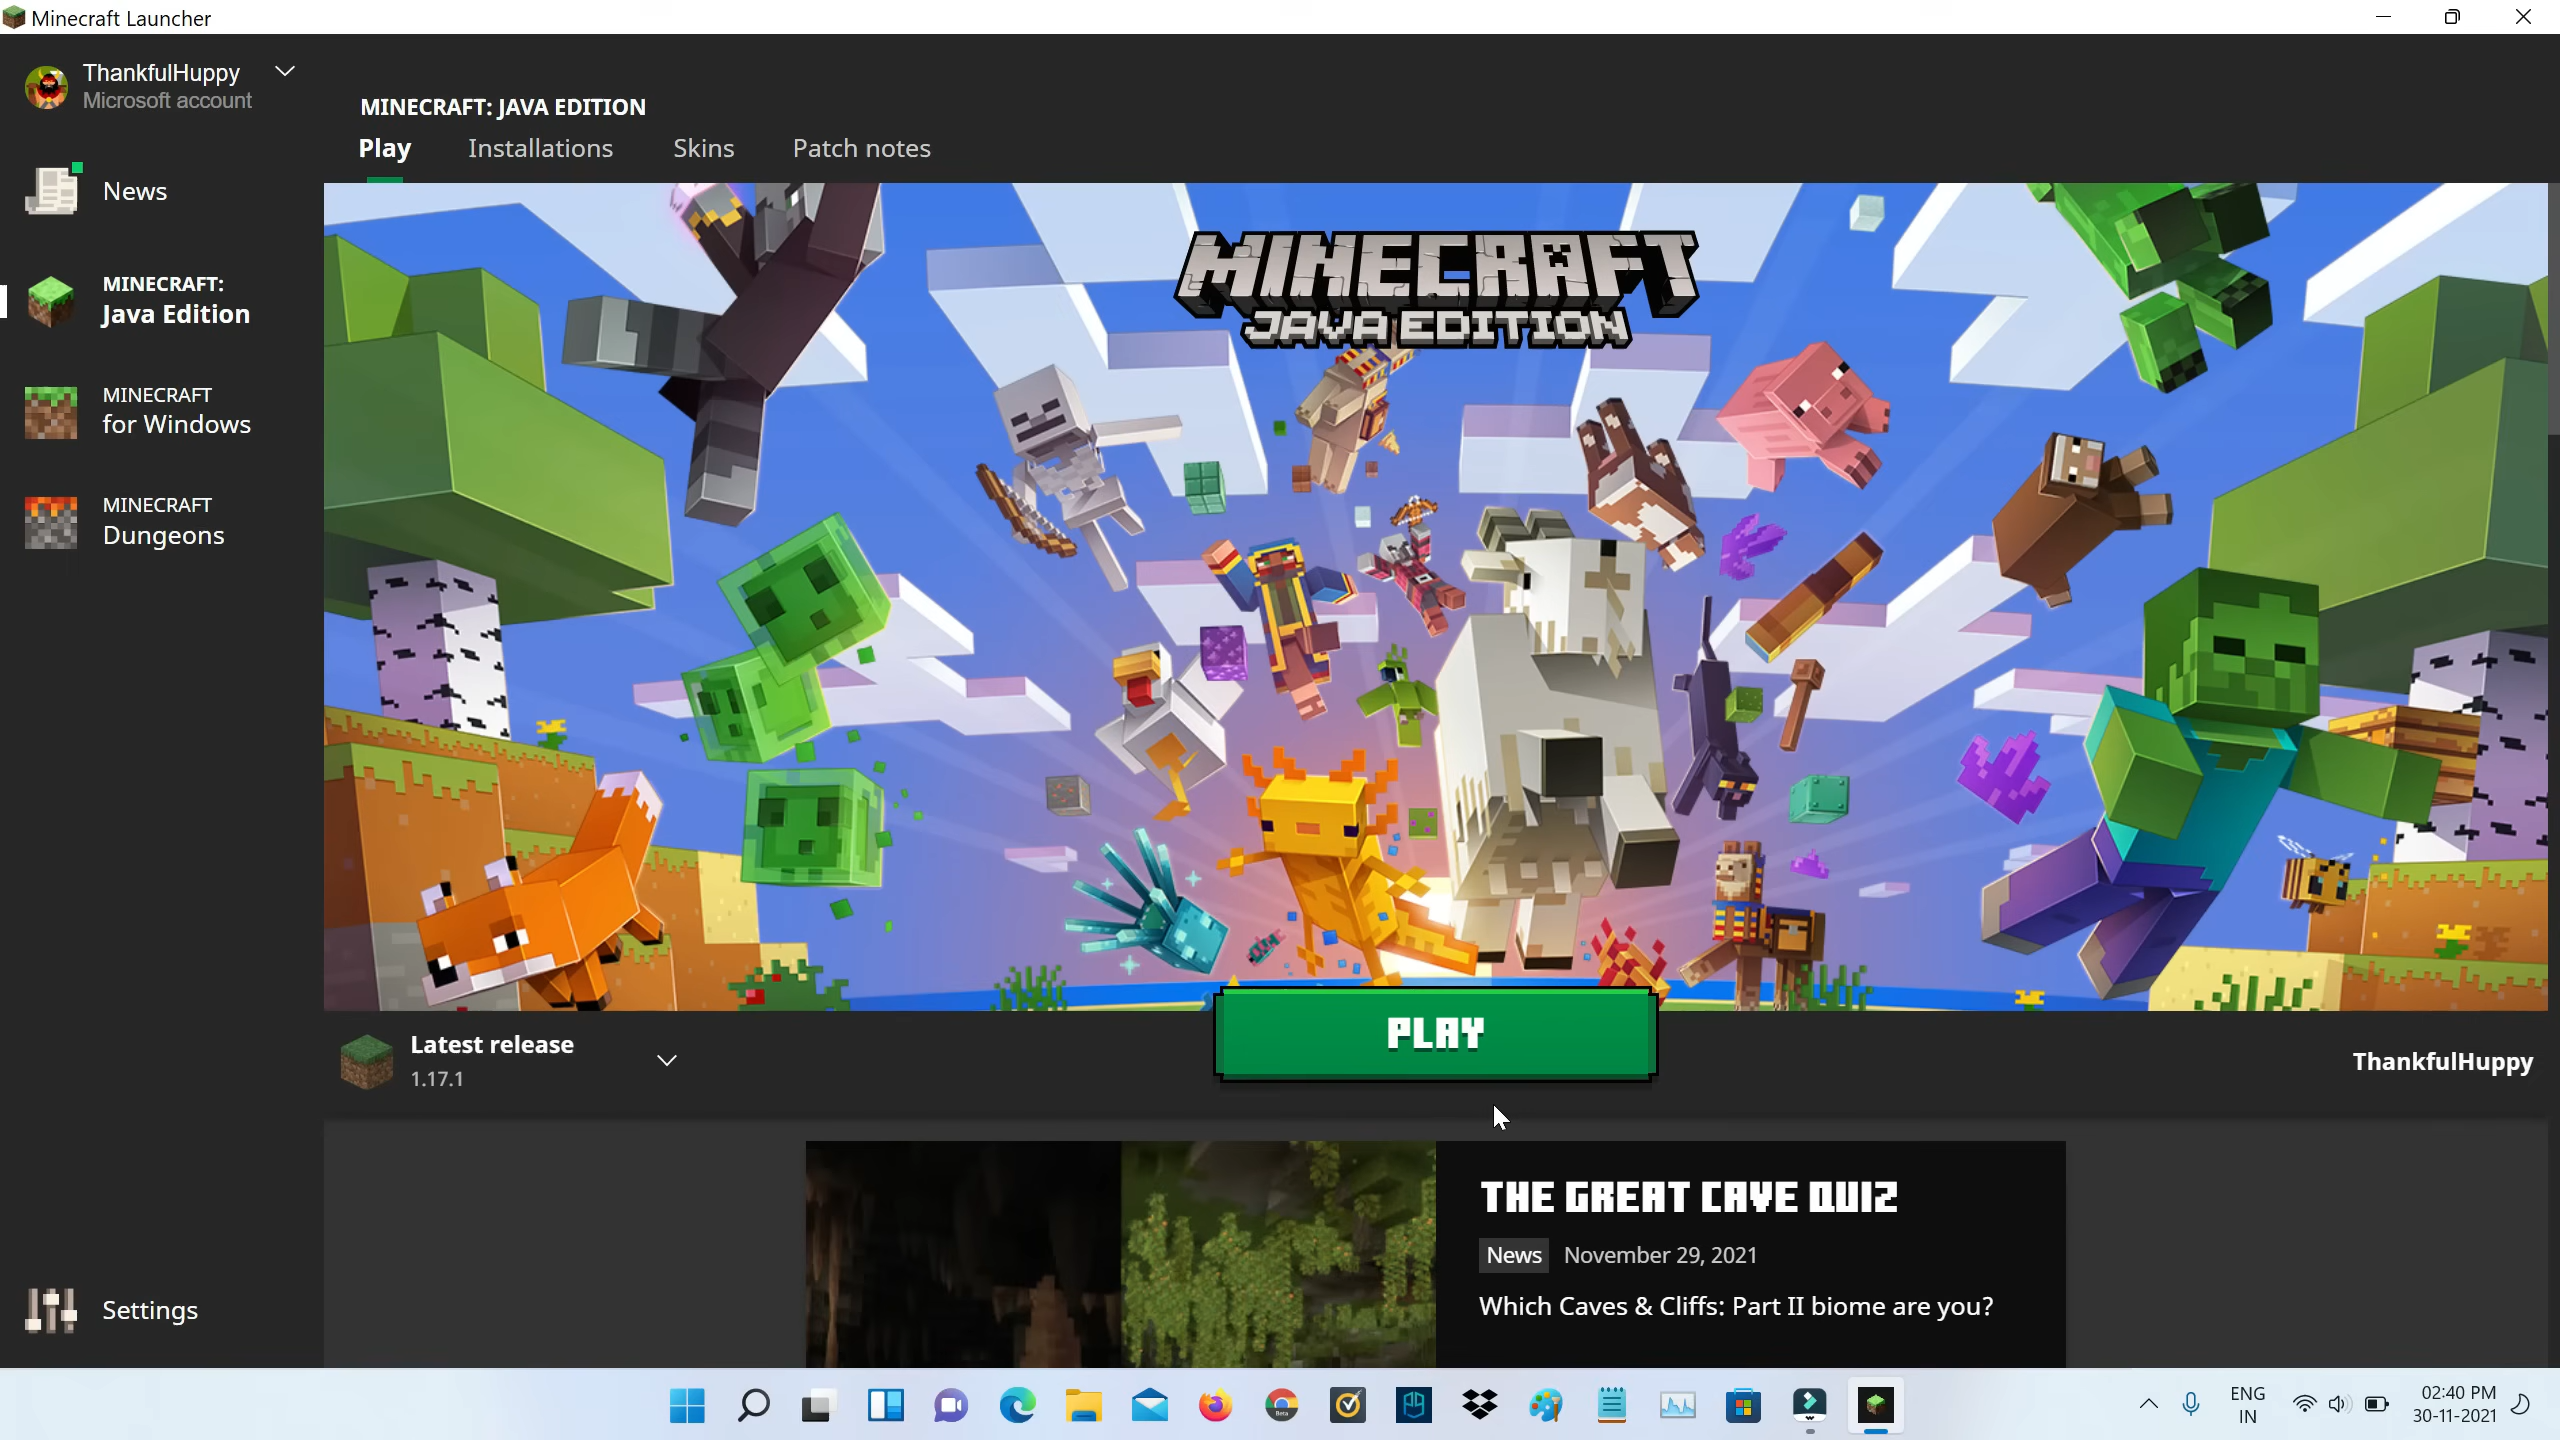 Minecraft Launcher
ThankfulHuppy
Microsoft account
News
MINECRAFT:
Java Edition
MINECRAFT
for Windows
MINECRAFT
Dungeons
Settings
MINECRAFT: JAVA EDITION
Play Installations Skins Patch notes
MINECRAFT
JAVA EDITION
Latest release
1.17.1
PLAY
ThankfulHuppy
THE GREAT CAVE QUIZ
News November 29, 2021
Which Caves & Cliffs: Part II biome are you?
Beta
ENG
IN
02:40 PM
30-11-2021